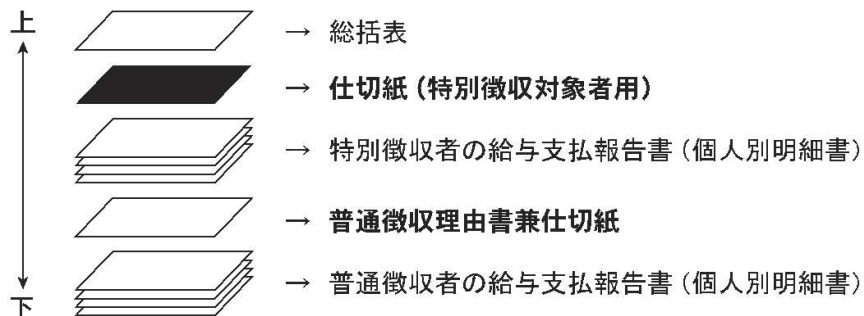 上
→ 総括表
→ 仕切紙（特別徴収対象者用）
→ 特別徴収者の給与支払報告書（個人別明細書）
→ 普通徴収理由書兼仕切紙
→ 普通徴収者の給与支払報告書（個人別明細書）
下